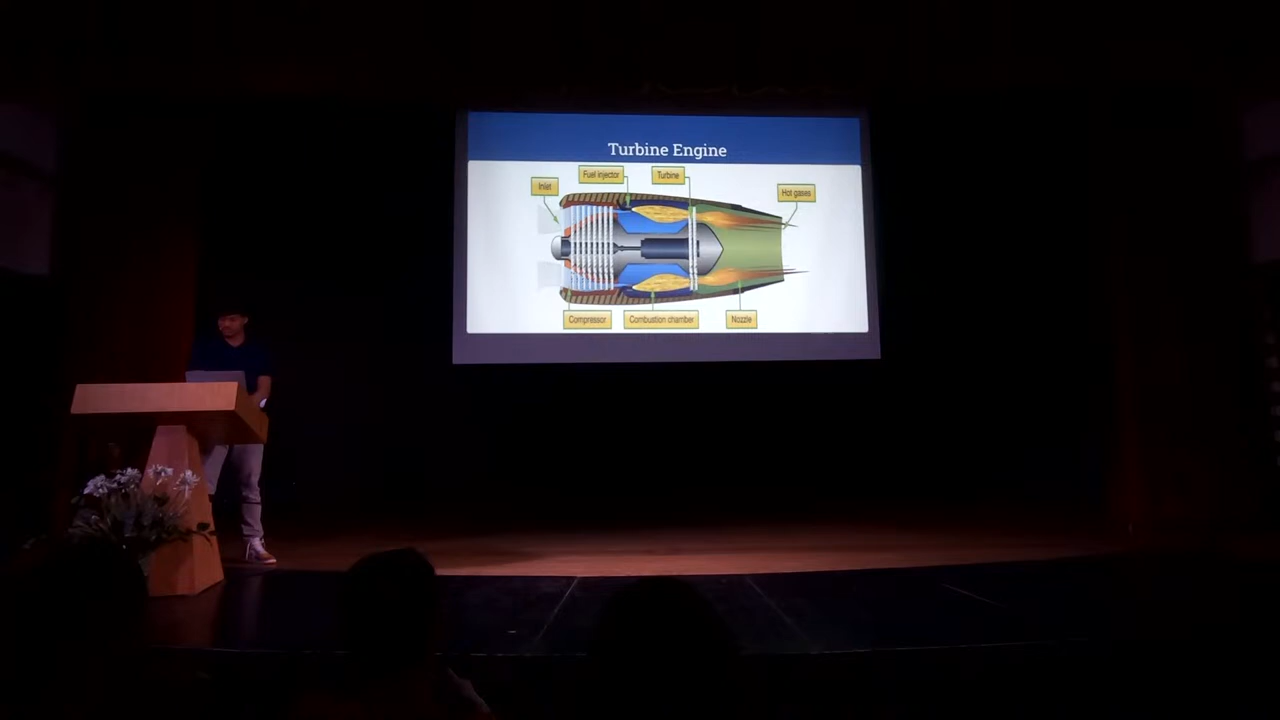 Turbine Engine
Fuel injector
Turbine
Inlet
Hot gases
Compressor
Combustion chamber
Nozzle